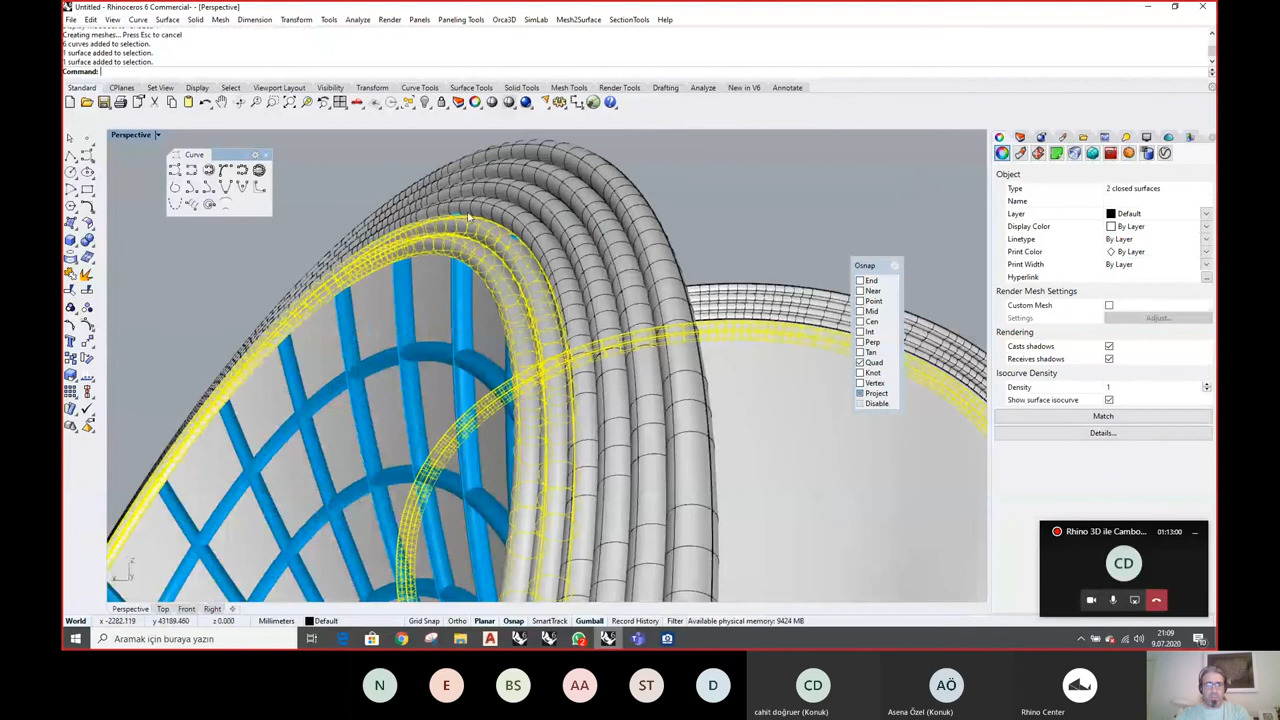 Untitled - Rhinoceros 6 Commercial- - [Perspective]
File Edit View Curve Surface Solid Mesh Dimension Transform Tools Analyze Render Panels Paneling Tools Orca3D SimLab Mesh2Surface SectionTools Help
Creating meshes... Press Esc to cancel
6 curves added to selection.
1 surface added to selection.
1 surface added to selection.
Command:
Standard CPlanes Set View Display Select Viewport Layout Visibility Transform Curve Tools Surface Tools Solid Tools Mesh Tools Render Tools Drafting Analyze New in V6 Annotate
Perspective
Curve
Object
Type 2 closed surfaces
Name
Layer Default
Display Color By Layer
Linetype By Layer
Print Color By Layer
Print Width By Layer
Hyperlink ...
Render Mesh Settings
Custom Mesh
Settings Adjust...
Rendering
Casts shadows
Receives shadows
Isocurve Density
Density 1
Show surface isocurve
Match
Details...
Osnap
End
Near
Point
Mid
Cen
Int
Perp
Tan
Quad
Knot
Vertex
Project
Disable
Rhino 3D ile Cambo... 01:13:00
CD
z
x y
Perspective Top Front Right
World x -2282.119 y 43189.460 z 0.000 Millimeters Default Grid Snap Ortho Planar Osnap SmartTrack Gumball Record History Filter Available physical memory: 9424 MB
Aramak için buraya yazın
21:09
9.07.2020
N E BS AA ST D CD AÖ
cahit doğruer (Konuk) Asena Özel (Konuk) Rhino Center